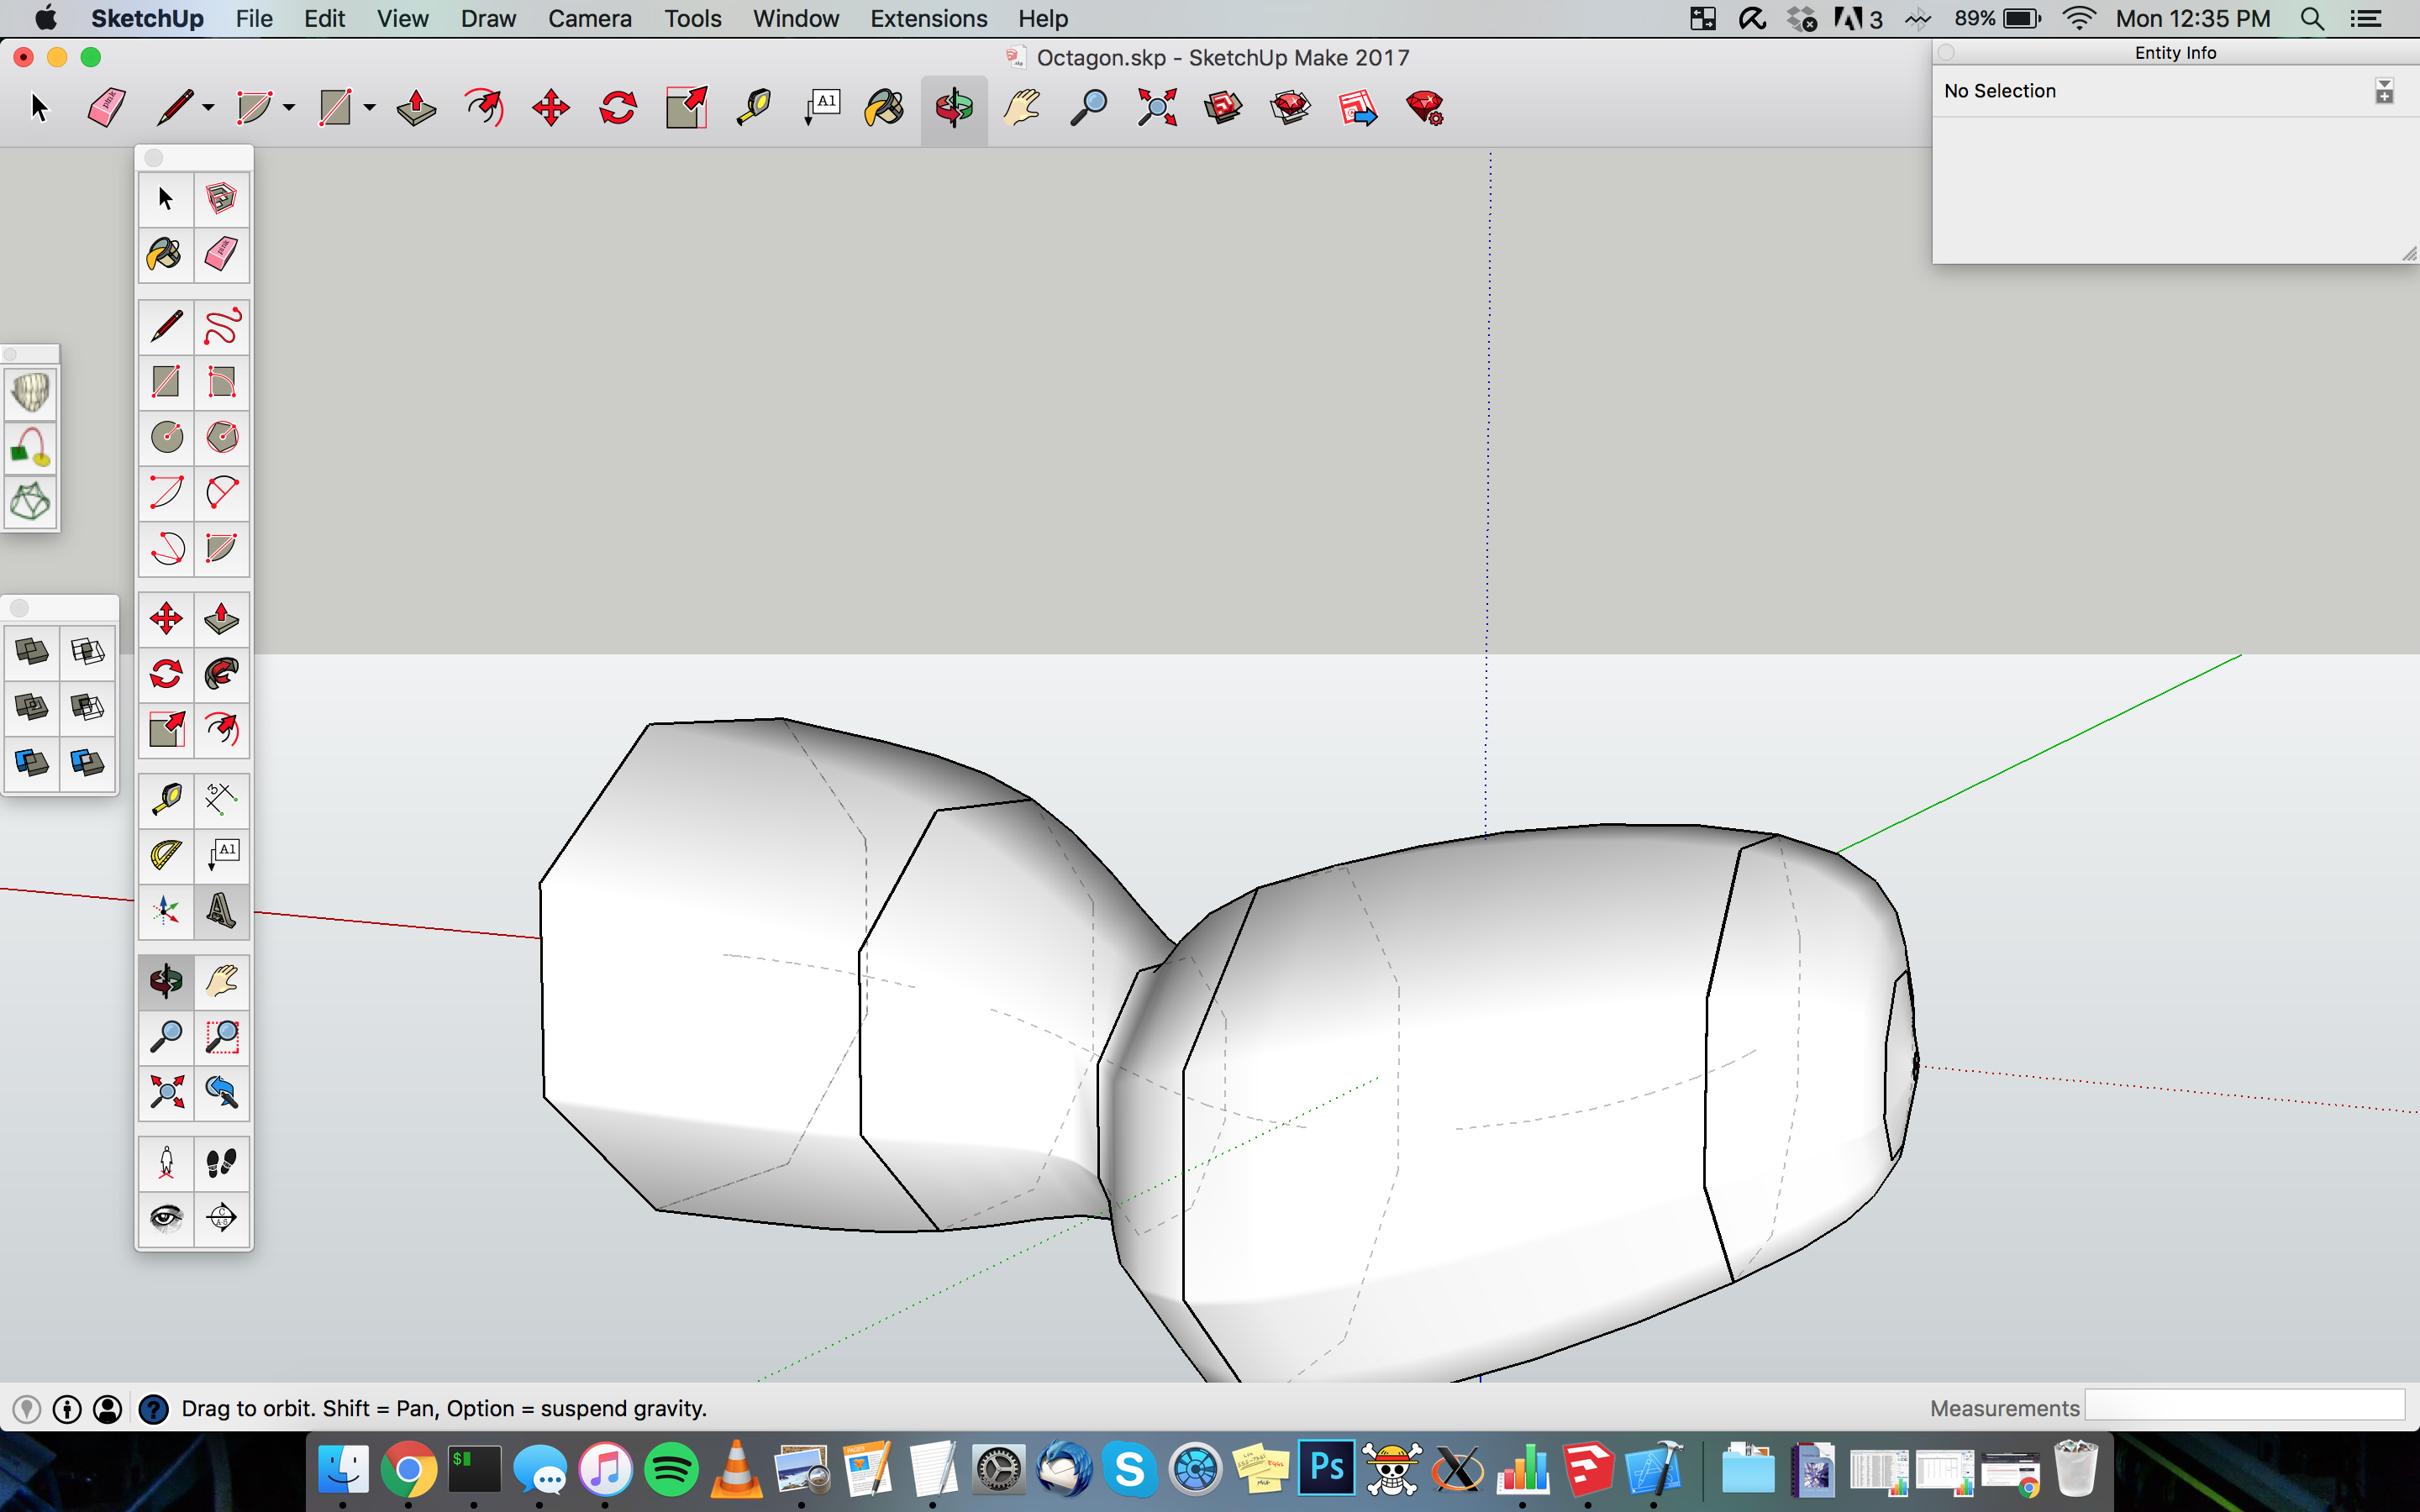 SketchUp File Edit View Draw Camera Tools Window Extensions Help 3 89% Mon 12:35 PM
Octagon.skp - SketchUp Make 2017
Entity Info
No Selection
A1
A1
Drag to orbit. Shift = Pan, Option = suspend gravity.
Measurements
$
PAGES
Ps